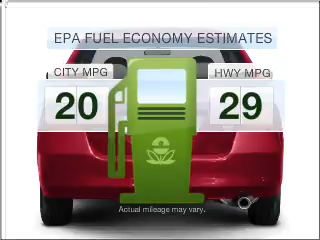 EPA FUEL ECONOMY ESTIMATES
CITY MPG
HWY MPG
20
29
Actual mileage may vary.